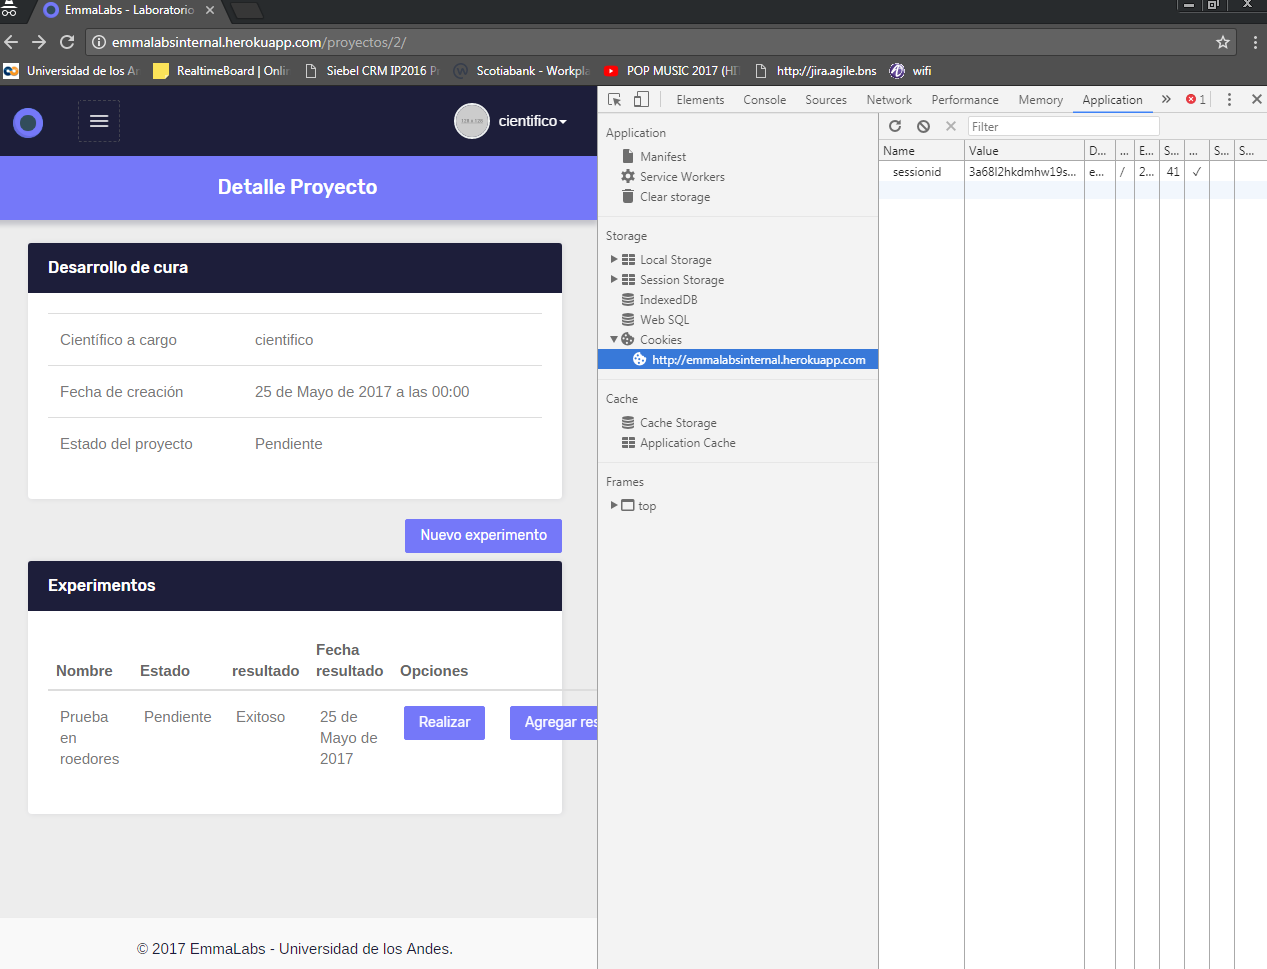 EmmaLabs - Laboratorio
emmalabsinternal.herokuapp.com/proyectos/2/
Universidad de los An
RealtimeBoard | Onli
Siebel CRM IP2016 Pr
Scotiabank - Workpla
POP MUSIC 2017 (HD
http://jira.agile.bns
wifi
128 x 128
cientifico
Detalle Proyecto
Desarrollo de cura
Científico a cargo cientifico
Fecha de creación 25 de Mayo de 2017 a las 00:00
Estado del proyecto Pendiente
Nuevo experimento
Experimentos
Nombre Estado resultado Fecha resultado Opciones
Prueba en roedores Pendiente Exitoso 25 de Mayo de 2017 Realizar Agregar res
© 2017 EmmaLabs - Universidad de los Andes.
Elements Console Sources Network Performance Memory Application » 1
Application
Manifest
Service Workers
Clear storage
Storage
Local Storage
Session Storage
IndexedDB
Web SQL
Cookies
http://emmalabsinternal.herokuapp.com
Cache
Cache Storage
Application Cache
Frames
top
Filter
Name Value D... ... E... S... ... S... S...
sessionid 3a68l2hkdmhw19s... e... / 2... 41 ✓